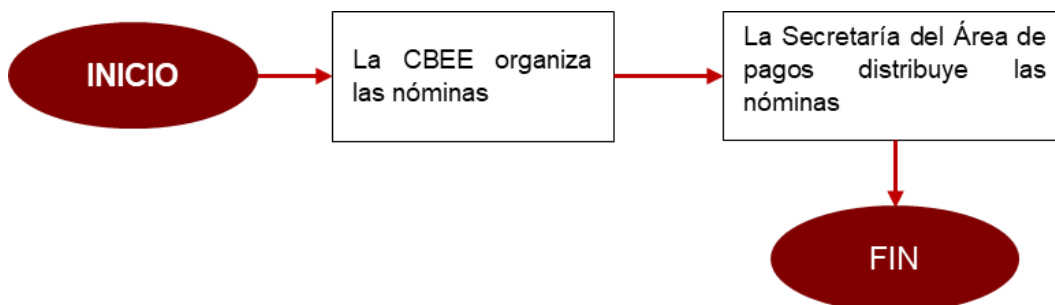 INICIO
La CBEE organiza
las nóminas
La Secretaría del Área de
pagos distribuye las
nóminas
FIN